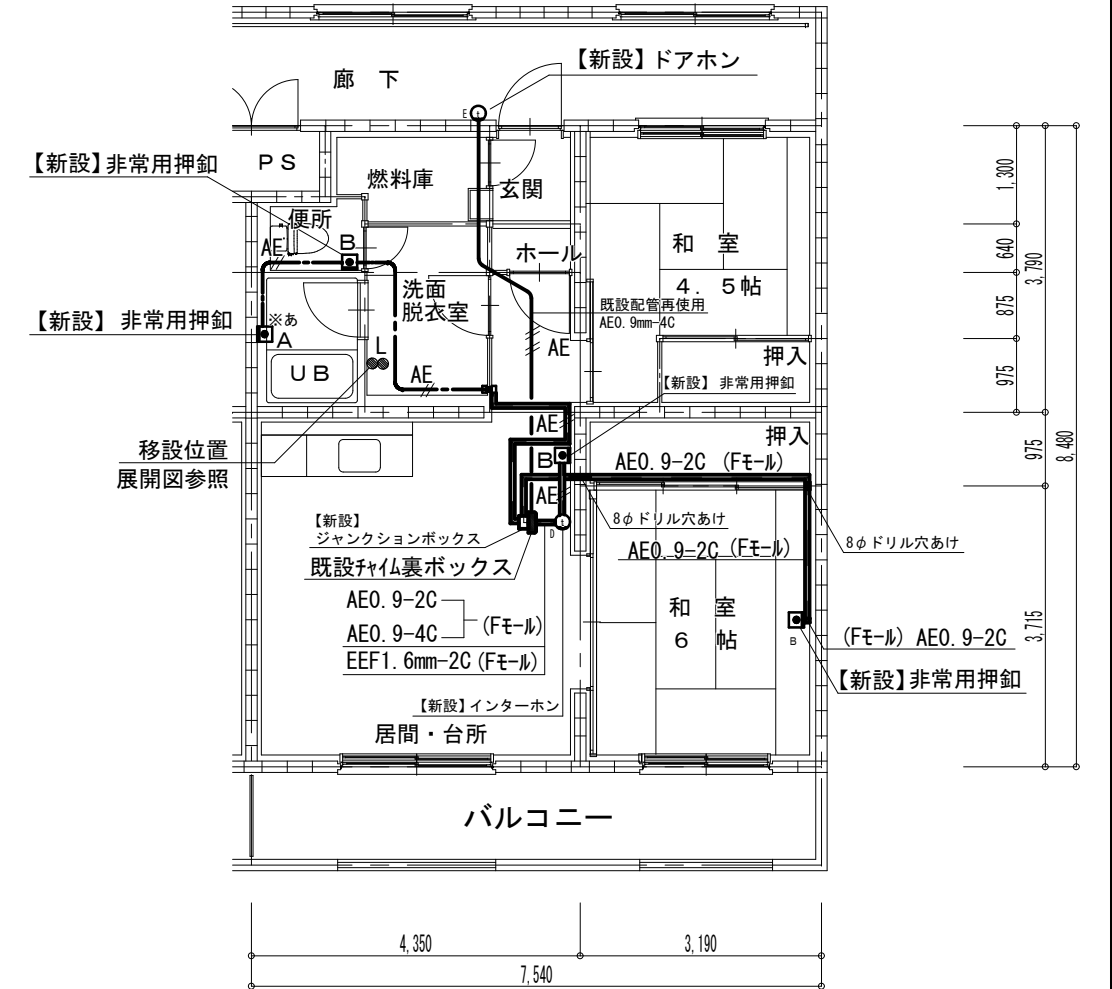 【新設】ドアホン
廊 下
E
PS
【新設】非常用押釦
燃料庫
玄関
便所
B
AE
ホール
和 室
4.5帖
洗面
脱衣室
既設配管再使用
AE0.9mm-4C
【新設】 非常用押釦
※あ
A
L
UB
AE
AE
押入
【新設】 非常用押釦
移設位置
展開図参照
AE
押入
B
AE0.9-2C (Fモール)
AE
【新設】
ジャンクションボックス
D
8φドリル穴あけ
8φドリル穴あけ
AE0.9-2C (Fモール)
既設チャイム裏ボックス
AE0.9-2C
AE0.9-4C
(Fモール)
EEF1.6mm-2C (Fモール)
和 室
6 帖
B
(Fモール) AE0.9-2C
【新設】非常用押釦
【新設】インターホン
居間・台所
バルコニー
1,300
640
875
975
3,790
975
3,715
8,480
4,350
3,190
7,540